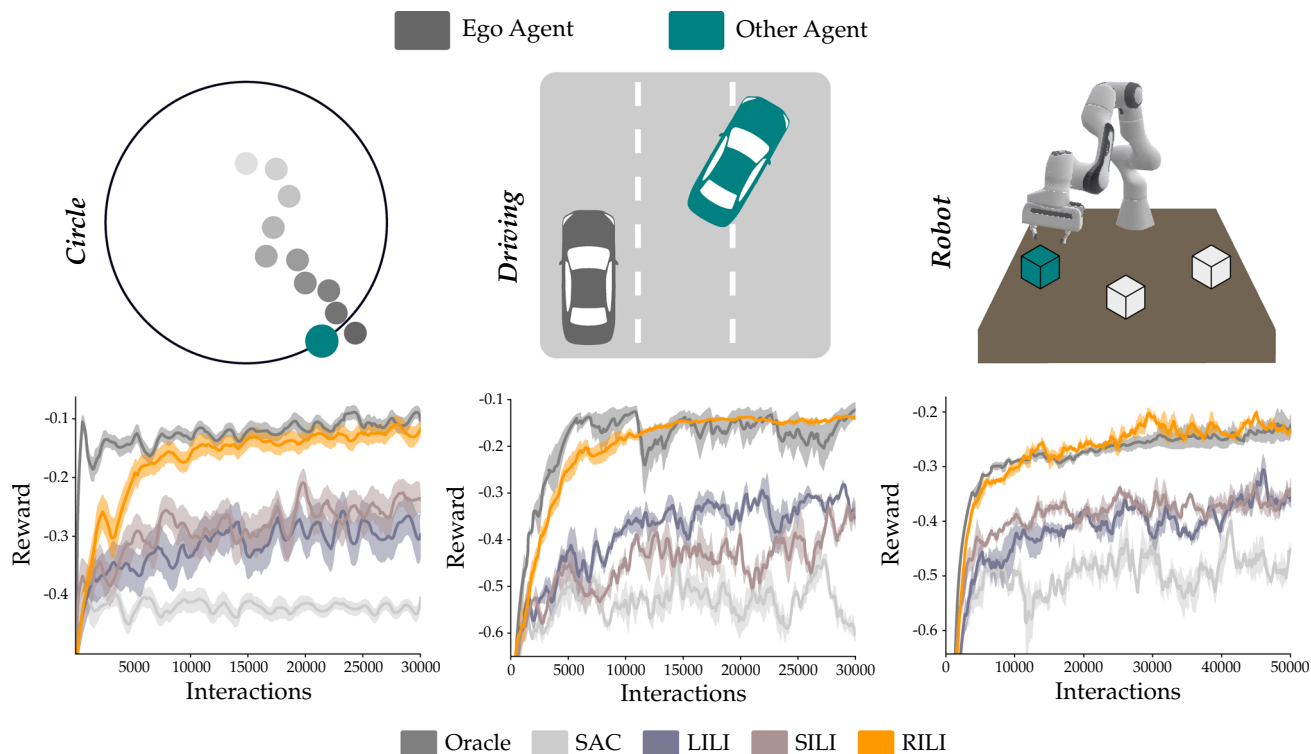 Ego Agent Other Agent
Circle
Driving
Robot
Reward
-0.1
-0.2
-0.3
-0.4
5000 10000 15000 20000 25000 30000
Interactions
Reward
-0.1
-0.2
-0.3
-0.4
-0.5
-0.6
0 5000 10000 15000 20000 25000 30000
Interactions
Reward
-0.2
-0.3
-0.4
-0.5
-0.6
10000 20000 30000 40000 50000
Interactions
Oracle SAC LILI SILI RILI